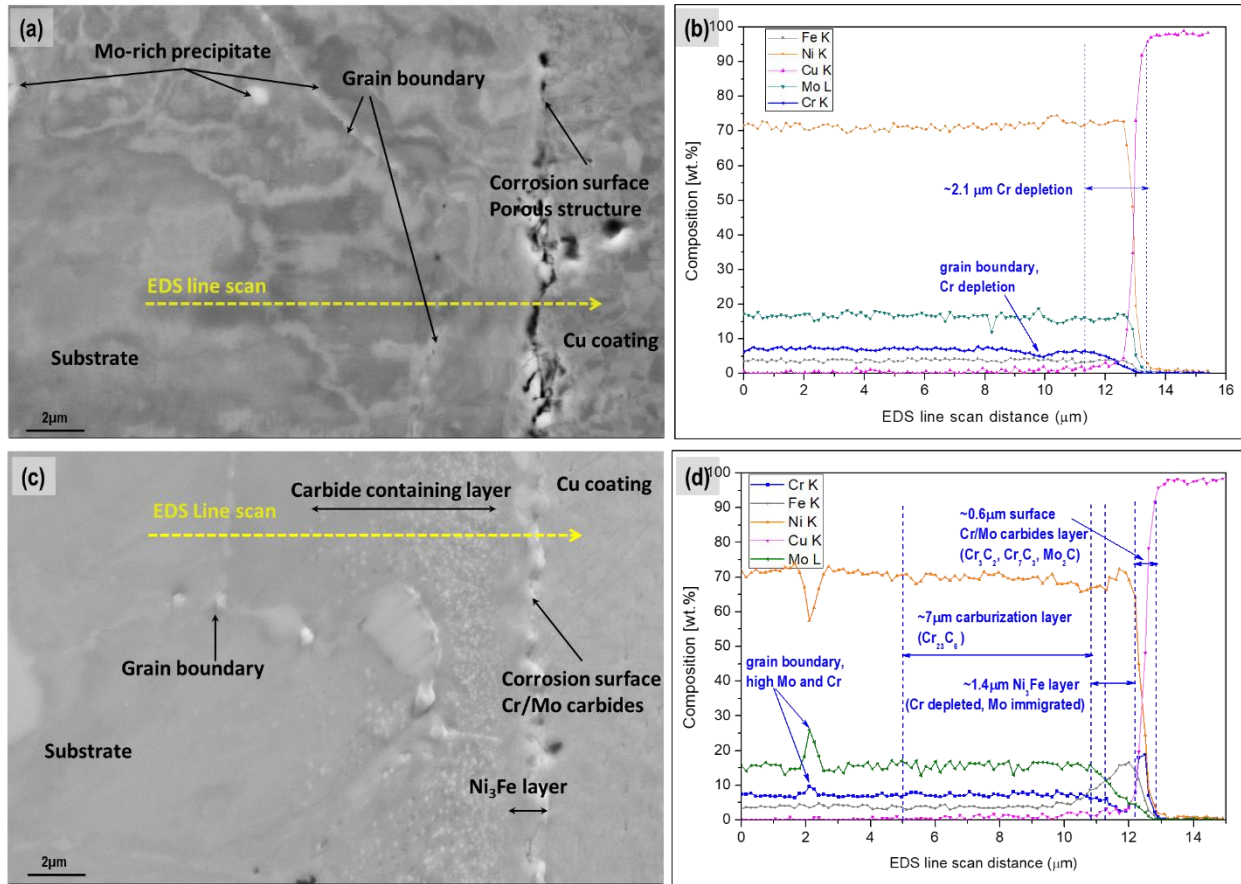 (a)
Mo-rich precipitate
Grain boundary
Corrosion surface
Porous structure
EDS line scan
Substrate
Cu coating
2μm
(b)
Fe K
Ni K
Cu K
Mo L
Cr K
~2.1 μm Cr depletion
grain boundary,
Cr depletion
Composition [wt.%]
100
90
80
70
60
50
40
30
20
10
0
0 2 4 6 8 10 12 14 16
EDS line scan distance (μm)
(c)
Carbide containing layer
Cu coating
EDS Line scan
Grain boundary
Corrosion surface
Cr/Mo carbides
Substrate
Ni₃Fe layer
2μm
(d)
Cr K
Fe K
Ni K
Cu K
Mo L
~0.6μm surface
Cr/Mo carbides layer
(Cr₃C₂, Cr₇C₃, Mo₂C)
~7μm carburization layer
(Cr₂₃C₆)
grain boundary,
high Mo and Cr
~1.4μm Ni₃Fe layer
(Cr depleted, Mo immigrated)
Composition [wt.%]
100
90
80
70
60
50
40
30
20
10
0
0 2 4 6 8 10 12 14
EDS line scan distance (μm)